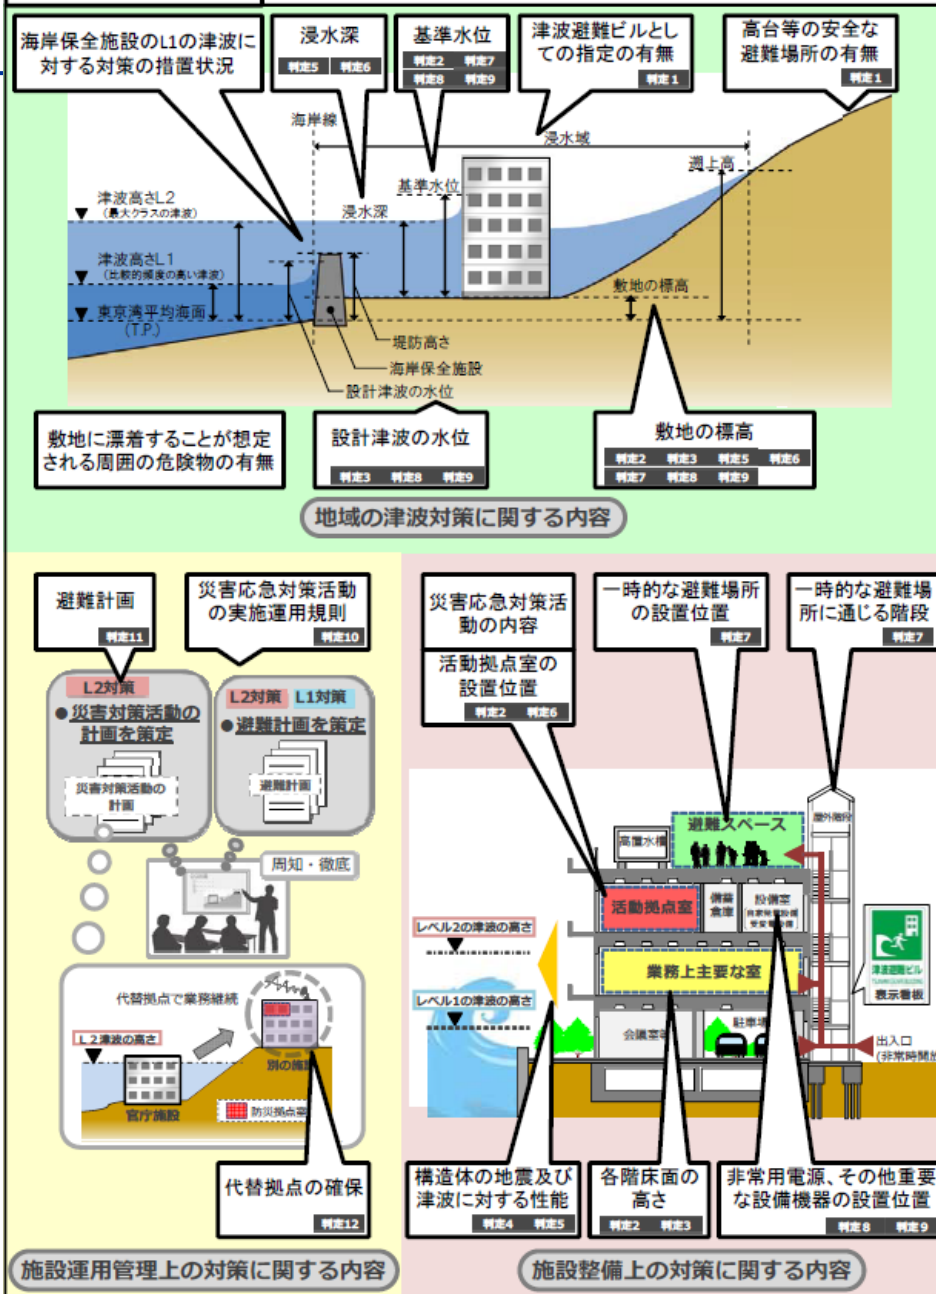 海岸保全施設のL1の津波に
対する対策の措置状況
浸水深
判定5 判定6
基準水位
判定2 判定7
判定8 判定9
津波避難ビルとし
ての指定の有無
判定1
高台等の安全な
避難場所の有無
判定1
海岸線
浸水域
遡上高
基準水位
浸水深
津波高さL2
(最大クラスの津波)
津波高さL1
(比較的頻度の高い津波)
東京湾平均海面
(T.P.)
敷地の標高
堤防高さ
海岸保全施設
設計津波の水位
敷地に漂着することが想定
される周囲の危険物の有無
設計津波の水位
判定3 判定8 判定9
敷地の標高
判定2 判定3 判定5 判定6
判定7 判定8 判定9
地域の津波対策に関する内容
避難計画
判定11
災害応急対策活動
の実施運用規則
判定10
L2対策
●災害対策活動の
計画を策定
災害対策活動の
計画
L2対策 L1対策
●避難計画を策定
避難計画
周知・徹底
代替拠点で業務継続
L2津波の高さ
別の施設
官庁施設
防災拠点室
代替拠点の確保
判定12
施設運用管理上の対策に関する内容
災害応急対策活
動の内容
活動拠点室の
設置位置
判定2 判定6
一時的な避難場所
の設置位置
判定7
一時的な避難場
所に通じる階段
判定7
避難スペース
屋外階段
高置水槽
活動拠点室
備蓄
倉庫
設備室
レベル2の津波の高さ
業務上主要な室
津波避難ビル
表示看板
レベル1の津波の高さ
会議室等
駐車場
出入口
(非常時開放
構造体の地震及び
津波に対する性能
判定4 判定5
各階床面の
高さ
判定2 判定3
非常用電源、その他重要
な設備機器の設置位置
判定8 判定9
施設整備上の対策に関する内容